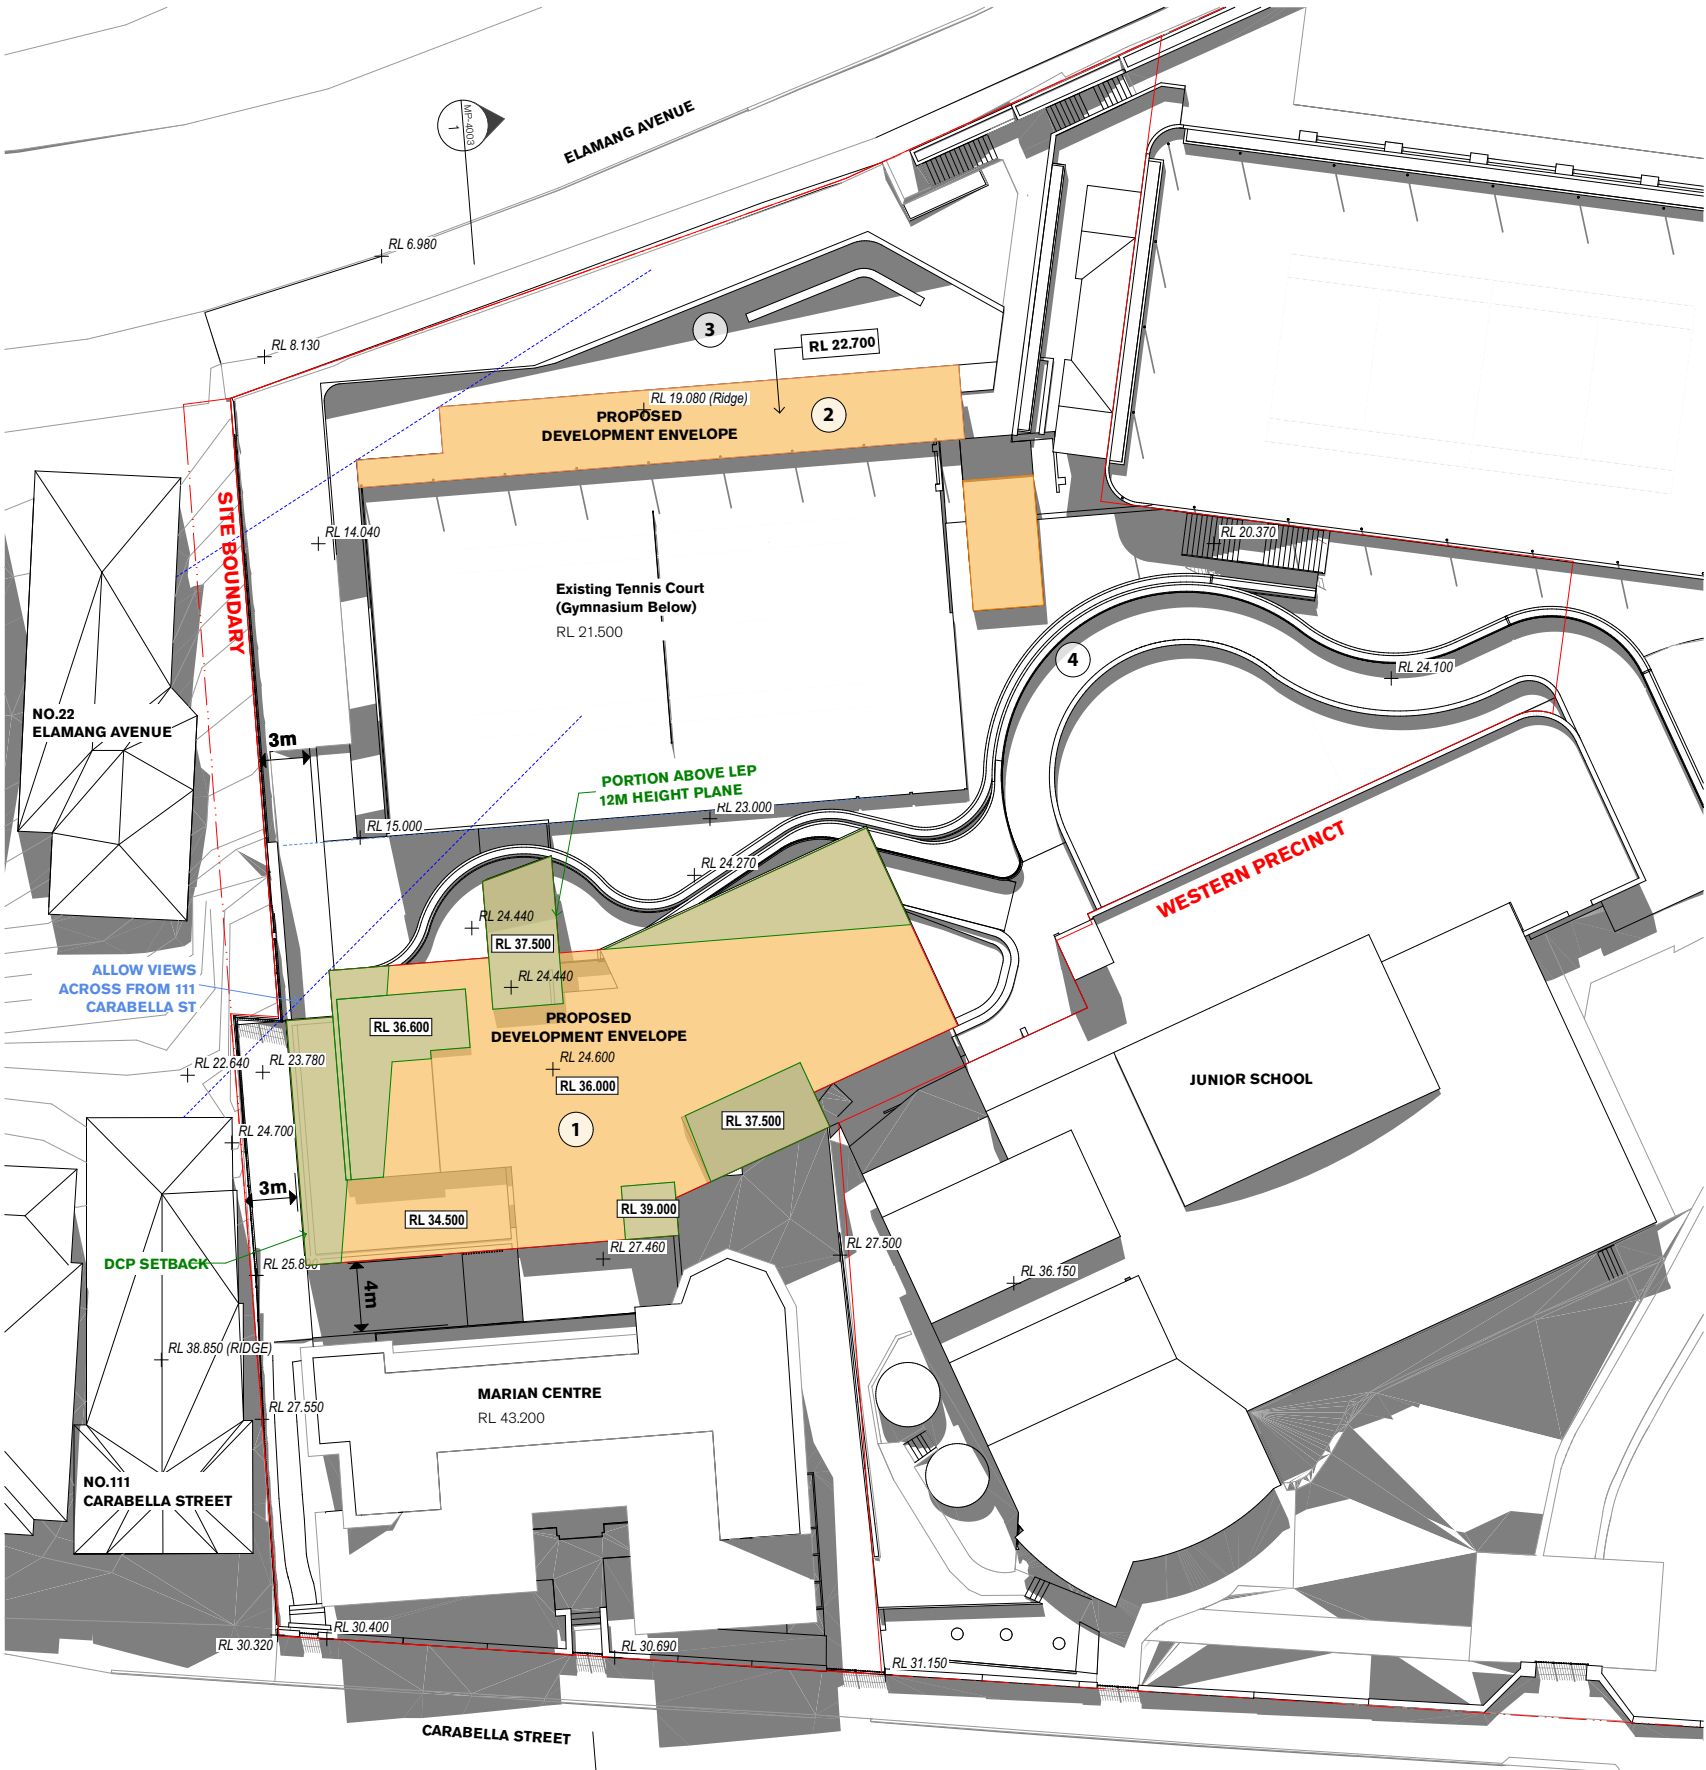 MP-4003
1
ELAMANG AVENUE
RL 6.980
RL 8.130
3
RL 22.700
RL 19.080 (Ridge)
2
PROPOSED
DEVELOPMENT ENVELOPE
SITE BOUNDARY
RL 14.040
RL 20.370
Existing Tennis Court
(Gymnasium Below)
RL 21.500
4
RL 24.100
NO.22
ELAMANG AVENUE
3m
PORTION ABOVE LEP
12M HEIGHT PLANE
RL 23.000
RL 15.000
RL 24.270
WESTERN PRECINCT
RL 24.440
RL 37.500
RL 24.440
ALLOW VIEWS
ACROSS FROM 111
CARABELLA ST
RL 36.600
PROPOSED
DEVELOPMENT ENVELOPE
RL 22.640
RL 23.780
RL 24.600
RL 36.000
JUNIOR SCHOOL
RL 24.700
1
RL 37.500
3m
RL 34.500
RL 39.000
RL 27.460
RL 27.500
DCP SETBACK
4m
RL 36.150
RL 38.850 (RIDGE)
MARIAN CENTRE
RL 43.200
RL 27.550
NO.111
CARABELLA STREET
RL 30.400
RL 30.320
RL 30.690
RL 31.150
CARABELLA STREET